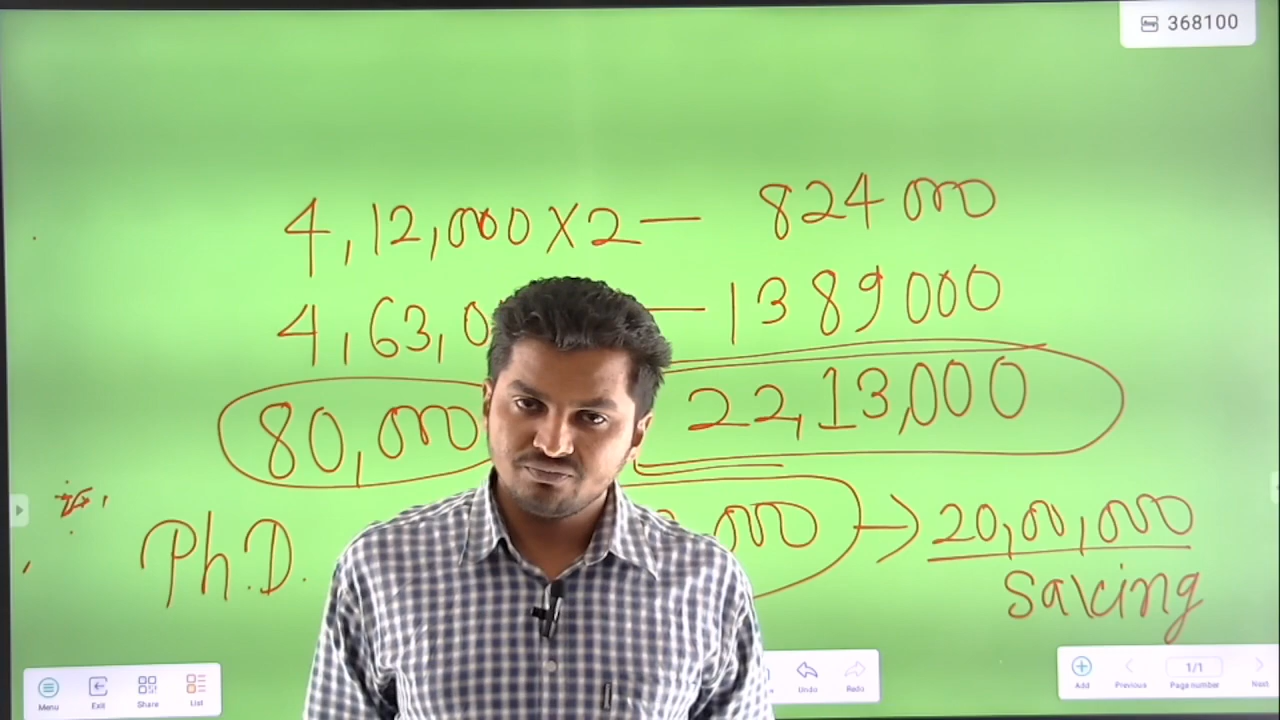 368100
4,12,000 X 2 — 824000
4,63,0 — 1389000
80,000 22,13,000
Ph.D. ,000 → 20,00,000
Saving
Menu Exit Share List Undo Redo Add Previous 1/1 Page number Next